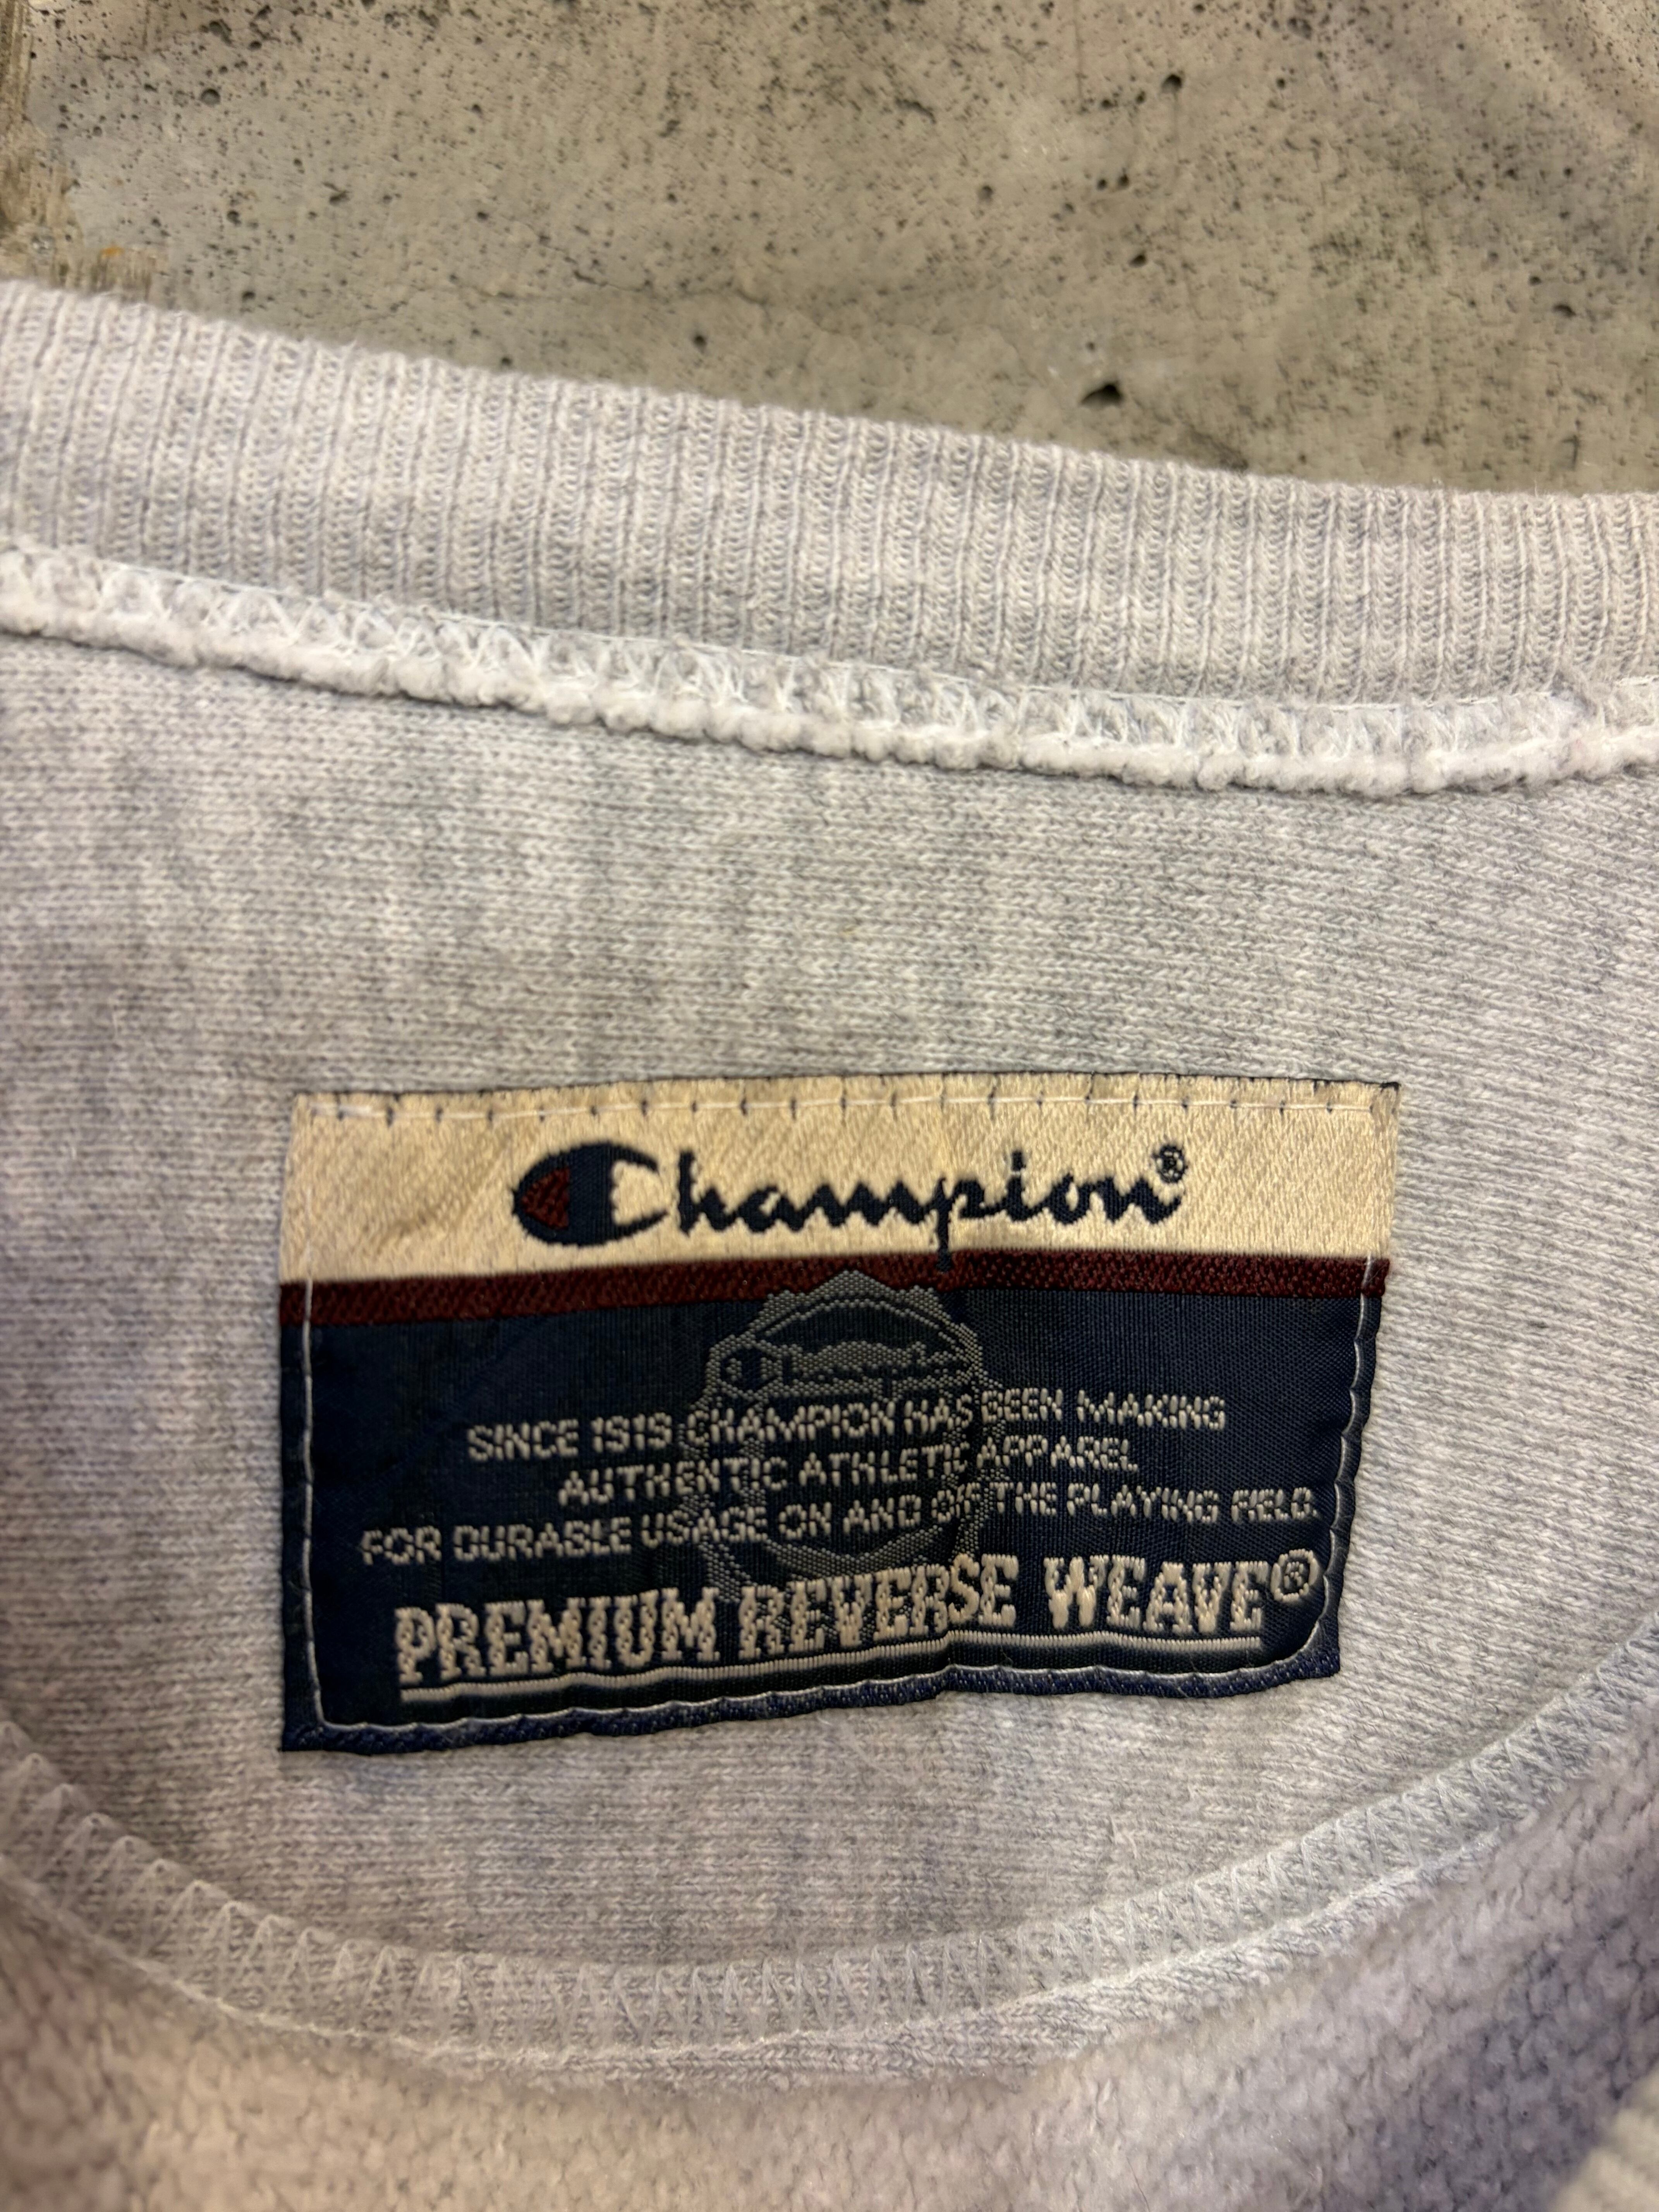 Champion®
Champion
SINCE 1919 CHAMPION HAS BEEN MAKING
AUTHENTIC ATHLETIC APPAREL
FOR DURABLE USAGE ON AND OFF THE PLAYING FIELD.
PREMIUM REVERSE WEAVE®